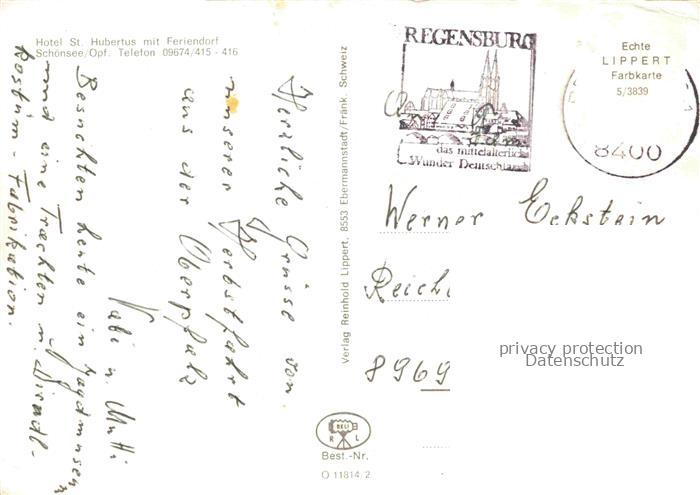 Hotel St. Hubertus mit Feriendorf
Schönsee/Opf. Telefon 09674/415 - 416
Herzliche Grüsse von
unserer Herbstfahrt
aus der Oberpfalz
Vati u. Mutti
Besuchten heute ein Jagdmuseum
und eine Trachten u. Dirndl-
Kostüm-Fabrikation.
Verlag Reinhold Lippert, 8553 Ebermannstadt/Fränk. Schweiz
REGENSBURG
das mittelalterliche
Wunder Deutschlands
Echte
LIPPERT
Farbkarte
5/3839
8400
Werner Eckstein
Reich
8969
privacy protection
Datenschutz
RELI
R L
Best.-Nr.
O 11814/2